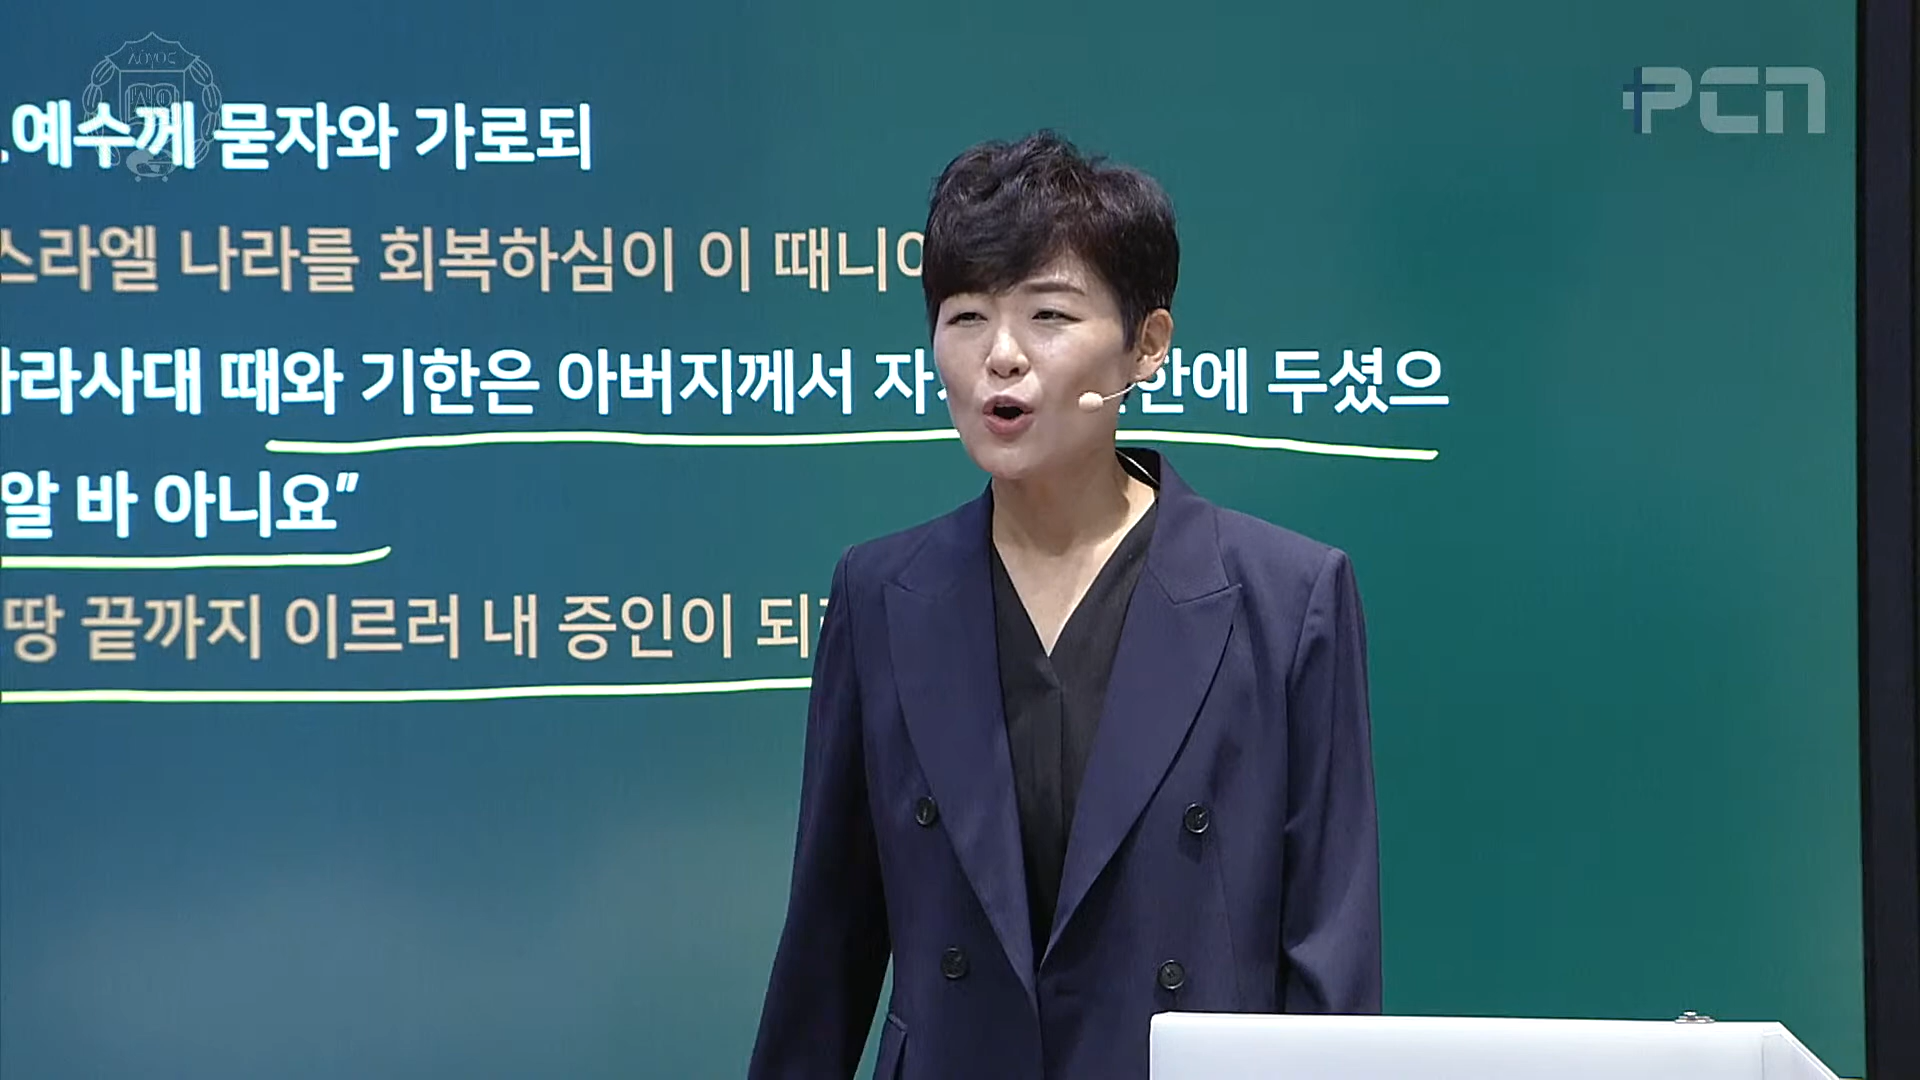 ΛΟΓΟΣ
PCN
.예수께 묻자와 가로되
스라엘 나라를 회복하심이 이 때니
라사대 때와 기한은 아버지께서 한에 두셨으
알 바 아니요”
땅 끝까지 이르러 내 증인이